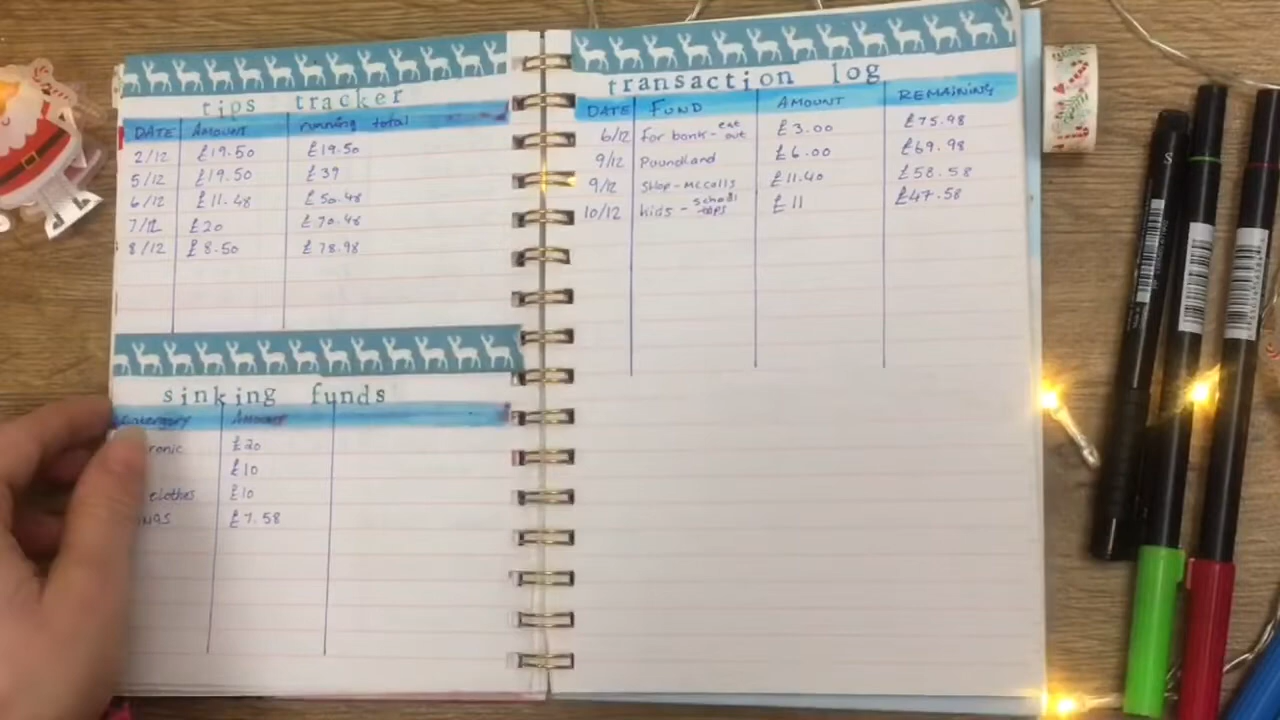 tips tracker
DATE AMOUNT running total
2/12 £19.50 £19.50
5/12 £19.50 £39
6/12 £11.48 £50.48
7/12 £20 £70.48
8/12 £8.50 £78.98
sinking funds
Amount
ronic £20
£10
clothes £10
£7.58
transaction log
DATE FUND AMOUNT REMAINING
6/12 for bank - eat out £3.00 £75.98
9/12 Poundland £6.00 £69.98
9/12 Shop - McColls £11.40 £58.58
10/12 kids - school £11 £47.58